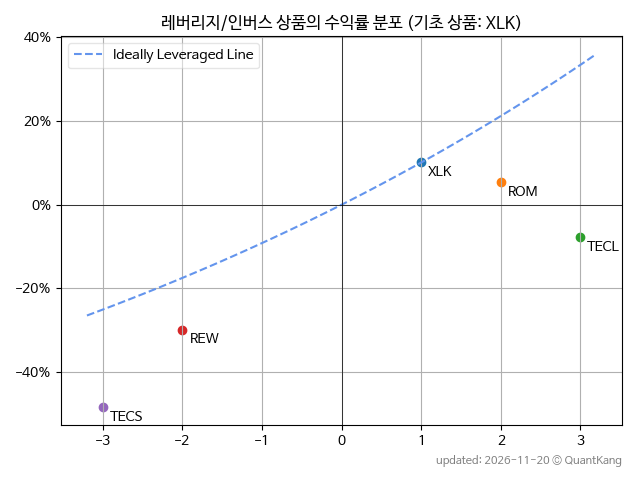 레버리지/인버스 상품의 수익률 분포 (기초 상품: XLK)
40%
Ideally Leveraged Line
20%
XLK
ROM
0%
TECL
-20%
REW
-40%
TECS
-3 -2 -1 0 1 2 3
updated: 2026-11-20 © QuantKang